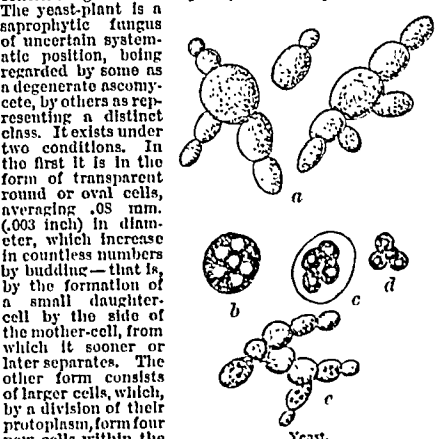 The yeast-plant is a
saprophytic fungus
of uncertain system-
atic position, being
regarded by some as
a degenerate ascomy-
cete, by others as rep-
resenting a distinct
class. It exists under
two conditions. In
the first it is in the
form of transparent
round or oval cells,
averaging .08 mm.
(.003 inch) in diam-
eter, which increase
in countless numbers
by budding — that is,
by the formation of
a small daughter-
cell by the side of
the mother-cell, from
which it sooner or
later separates. The
other form consists
of larger cells, which,
by a division of their
protoplasm, form four
new cells within the
a
b
c
d
e
Yeast.